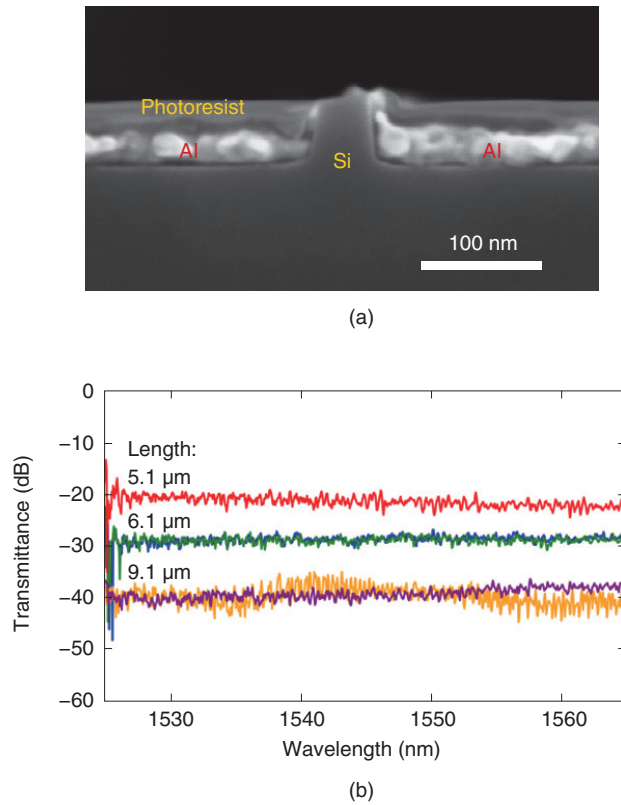 Photoresist
Al
Al
Si
100 nm
(a)
Transmittance (dB)
0
−10
−20
−30
−40
−50
−60
Length:
5.1 μm
6.1 μm
9.1 μm
1530
1540
1550
1560
Wavelength (nm)
(b)